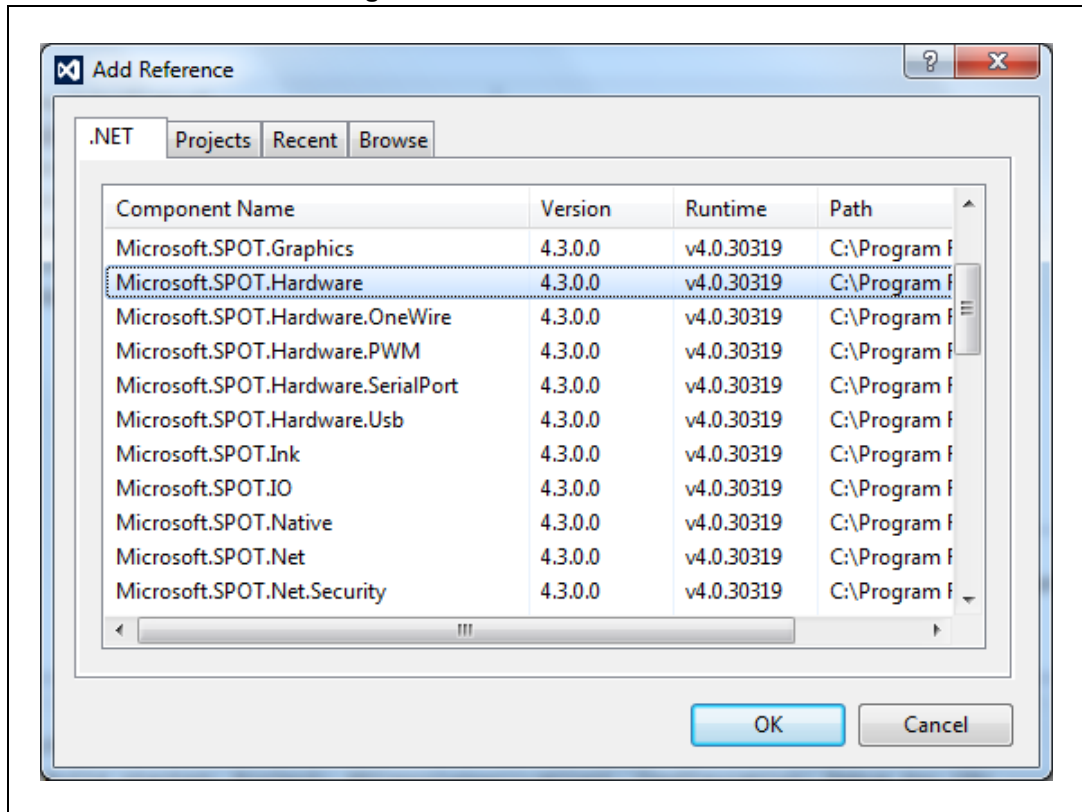 Add Reference
.NET Projects Recent Browse
Component Name Version Runtime Path
Microsoft.SPOT.Graphics 4.3.0.0 v4.0.30319 C:\Program F
Microsoft.SPOT.Hardware 4.3.0.0 v4.0.30319 C:\Program F
Microsoft.SPOT.Hardware.OneWire 4.3.0.0 v4.0.30319 C:\Program F
Microsoft.SPOT.Hardware.PWM 4.3.0.0 v4.0.30319 C:\Program F
Microsoft.SPOT.Hardware.SerialPort 4.3.0.0 v4.0.30319 C:\Program F
Microsoft.SPOT.Hardware.Usb 4.3.0.0 v4.0.30319 C:\Program F
Microsoft.SPOT.Ink 4.3.0.0 v4.0.30319 C:\Program F
Microsoft.SPOT.IO 4.3.0.0 v4.0.30319 C:\Program F
Microsoft.SPOT.Native 4.3.0.0 v4.0.30319 C:\Program F
Microsoft.SPOT.Net 4.3.0.0 v4.0.30319 C:\Program F
Microsoft.SPOT.Net.Security 4.3.0.0 v4.0.30319 C:\Program F
OK Cancel